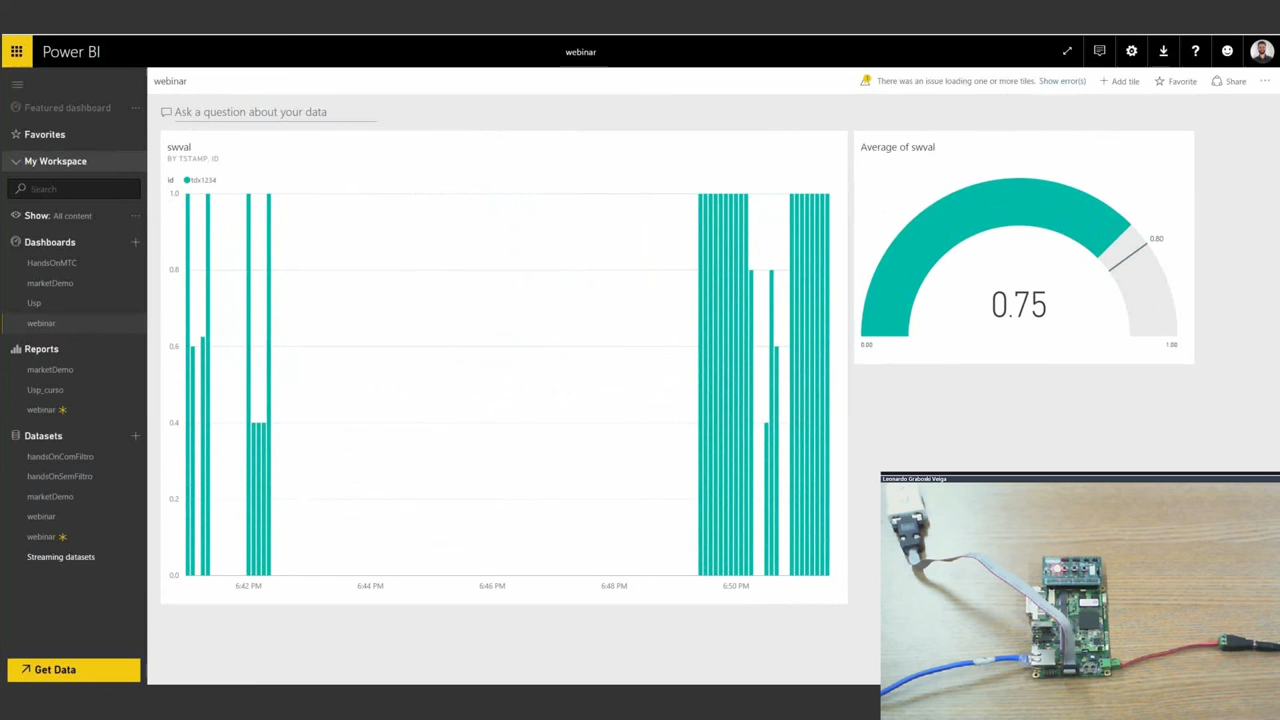 Power BI
webinar
webinar
There was an issue loading one or more tiles. Show error(s)
Add tile
Favorite
Share
Featured dashboard
Favorites
My Workspace
Search
Show: All content
Dashboards
HandsOnMTC
marketDemo
Usp
webinar
Reports
marketDemo
Usp_curso
webinar
Datasets
handsOnComFiltro
handsOnSemFiltro
marketDemo
webinar
webinar
Streaming datasets
Get Data
Ask a question about your data
swval
BY TSTAMP, ID
id tdx1234
1.0
0.8
0.6
0.4
0.2
0.0
6:42 PM 6:44 PM 6:46 PM 6:48 PM 6:50 PM
Average of swval
0.80
0.75
0.00 1.00
Leonardo Graboski Veiga